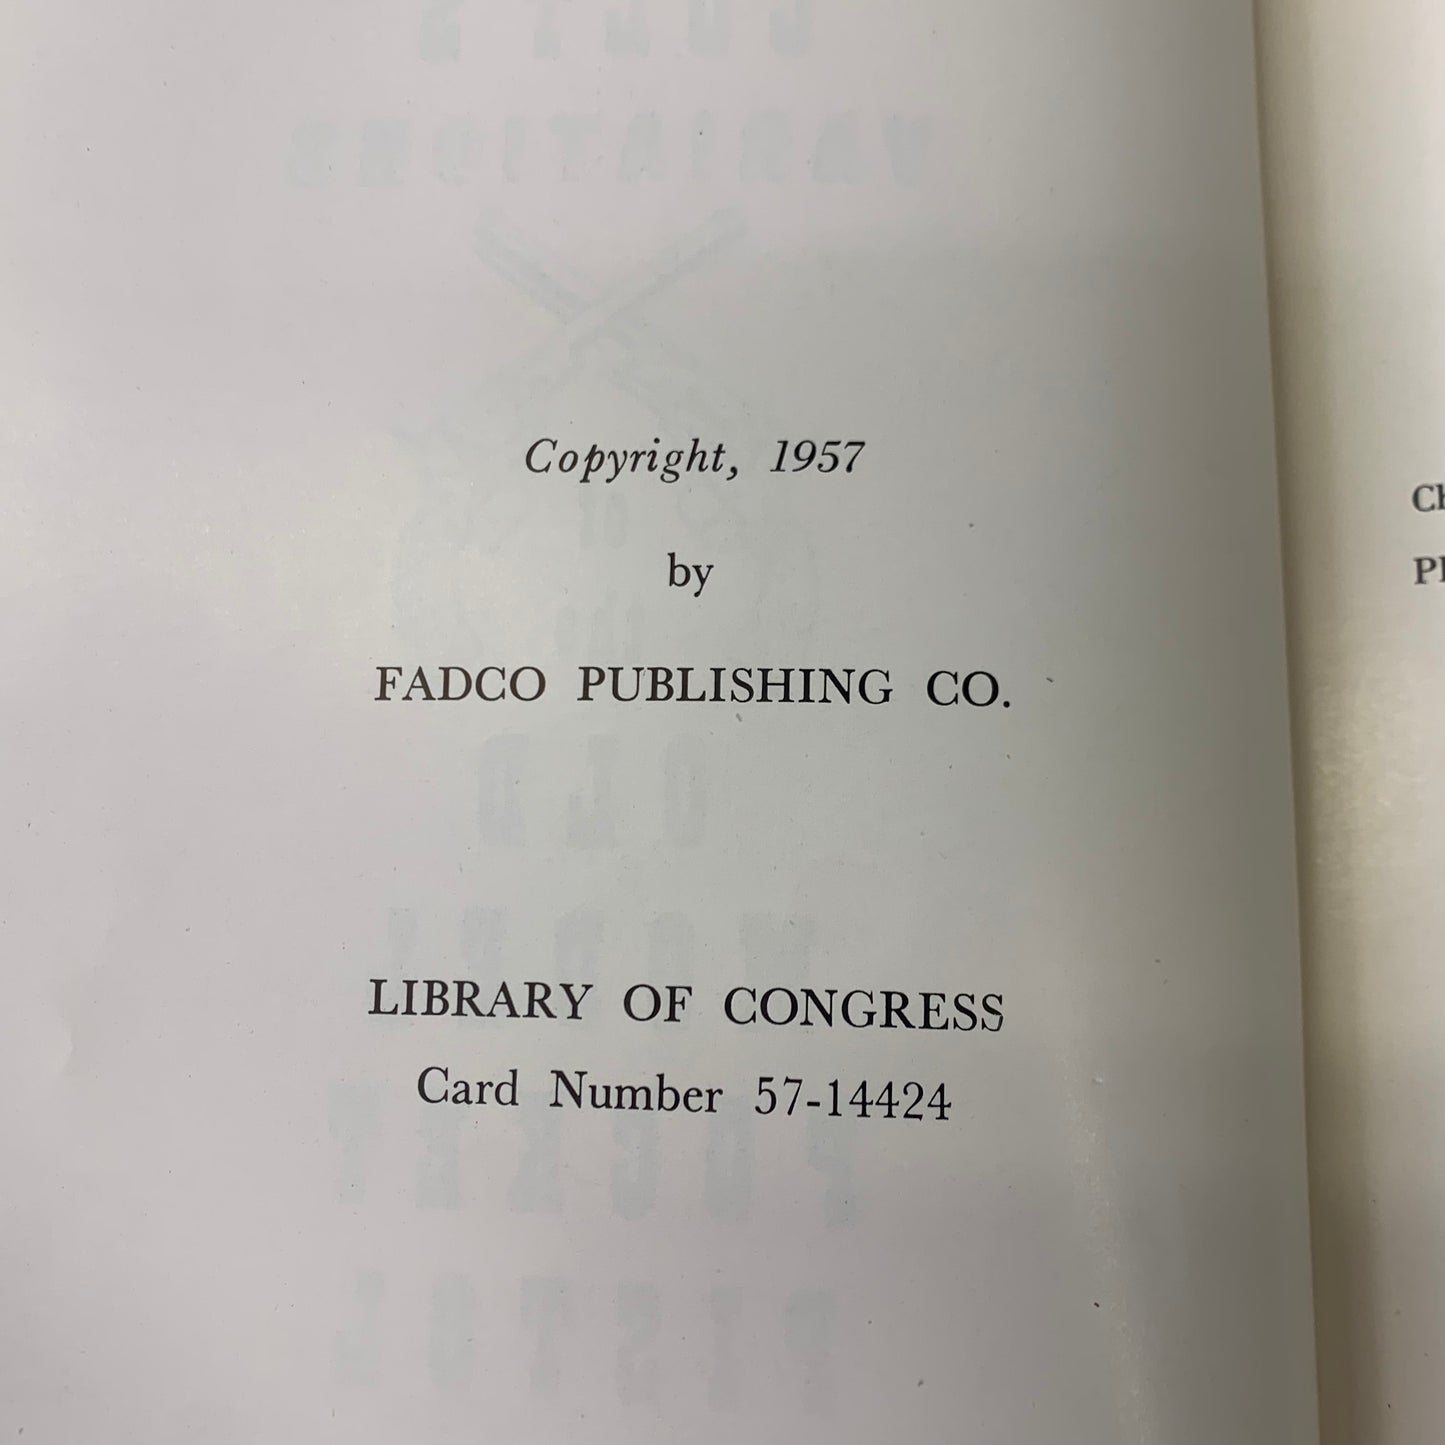 Copyright, 1957
by
FADCO PUBLISHING CO.
LIBRARY OF CONGRESS
Card Number 57-14424